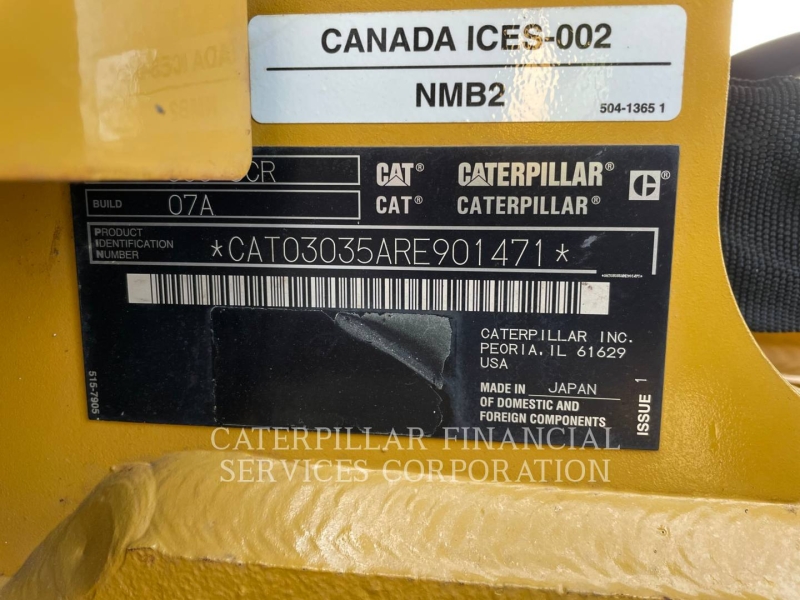 CANADA ICES-002
NMB2
504-1365 1
CR
CAT® CATERPILLAR®
BUILD 07A
CAT® CATERPILLAR®
PRODUCT IDENTIFICATION NUMBER
*CAT03035ARE901471*
CATERPILLAR INC.
PEORIA, IL 61629
USA
MADE IN JAPAN
OF DOMESTIC AND
FOREIGN COMPONENTS
ISSUE 1
515-7905
CATERPILLAR FINANCIAL
SERVICES CORPORATION